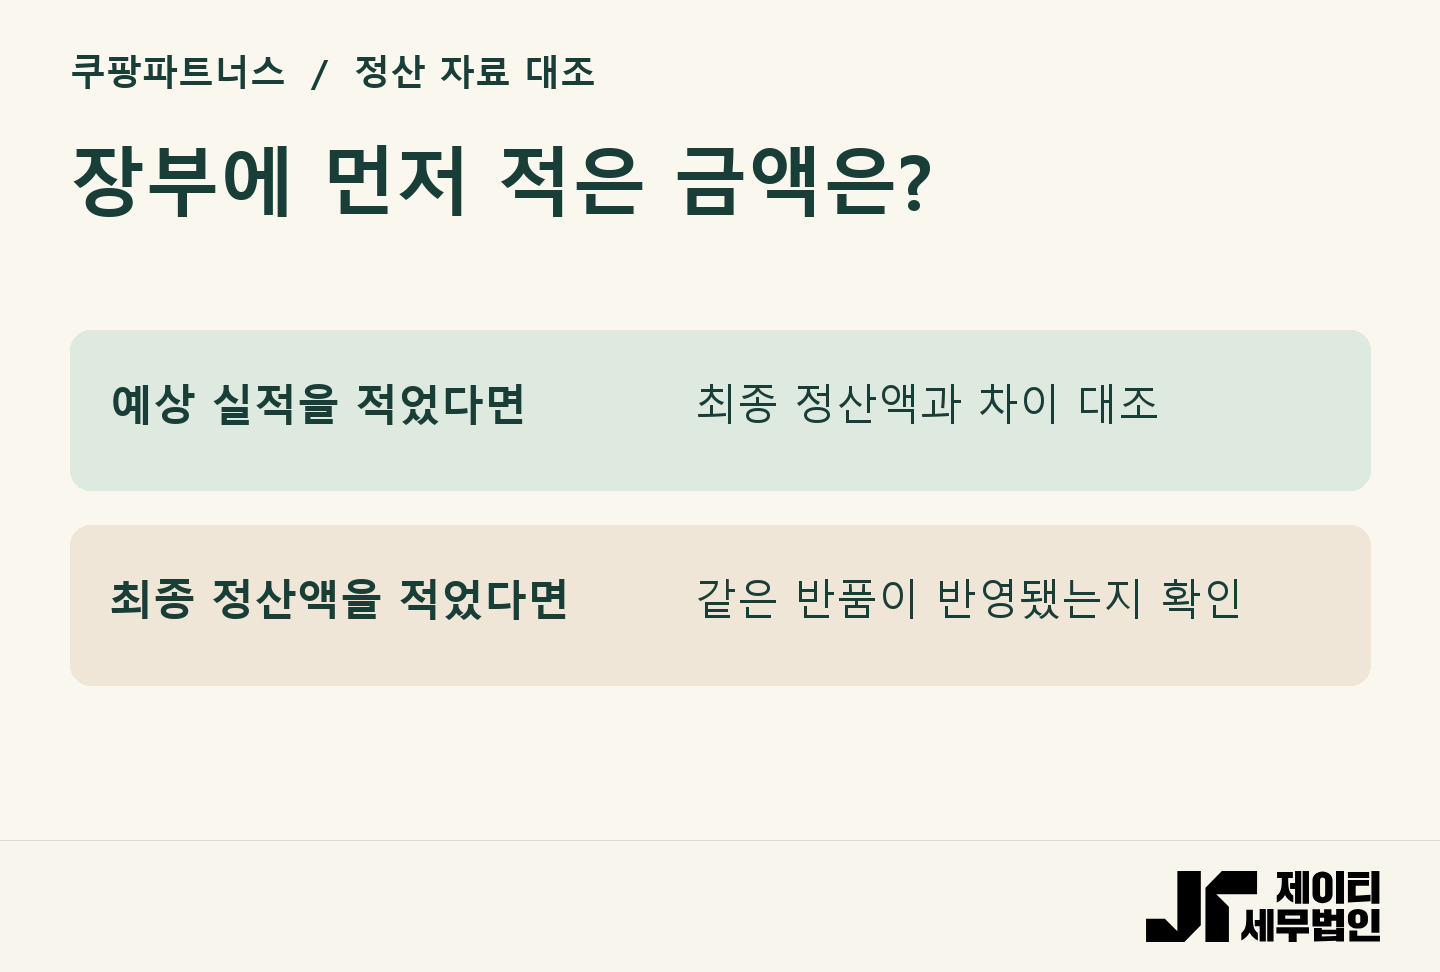 쿠팡파트너스 / 정산 자료 대조
장부에 먼저 적은 금액은?
예상 실적을 적었다면 최종 정산액과 차이 대조
최종 정산액을 적었다면 같은 반품이 반영됐는지 확인
제이티
세무법인